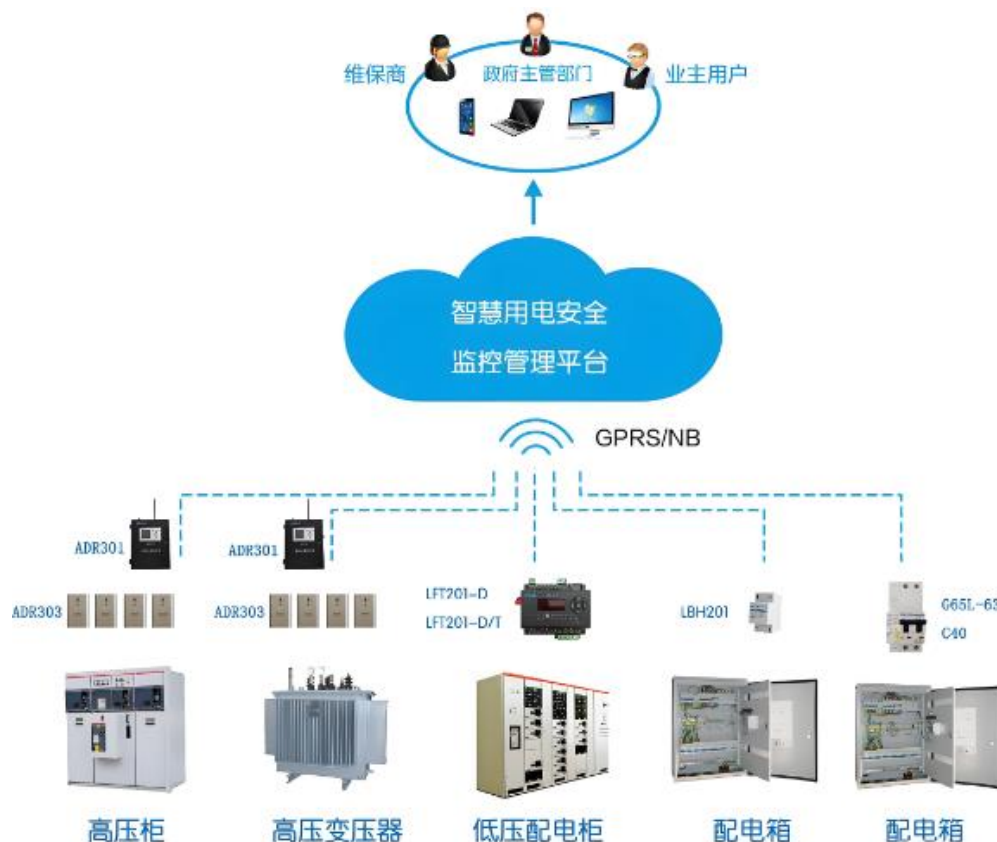 维保商
政府主管部门
业主用户
智慧用电安全
监控管理平台
GPRS/NB
ADR301
ADR301
ADR303
ADR303
LFT201-D
LFT201-D/T
LBH201
G65L-63
C40
高压柜
高压变压器
低压配电柜
配电箱
配电箱